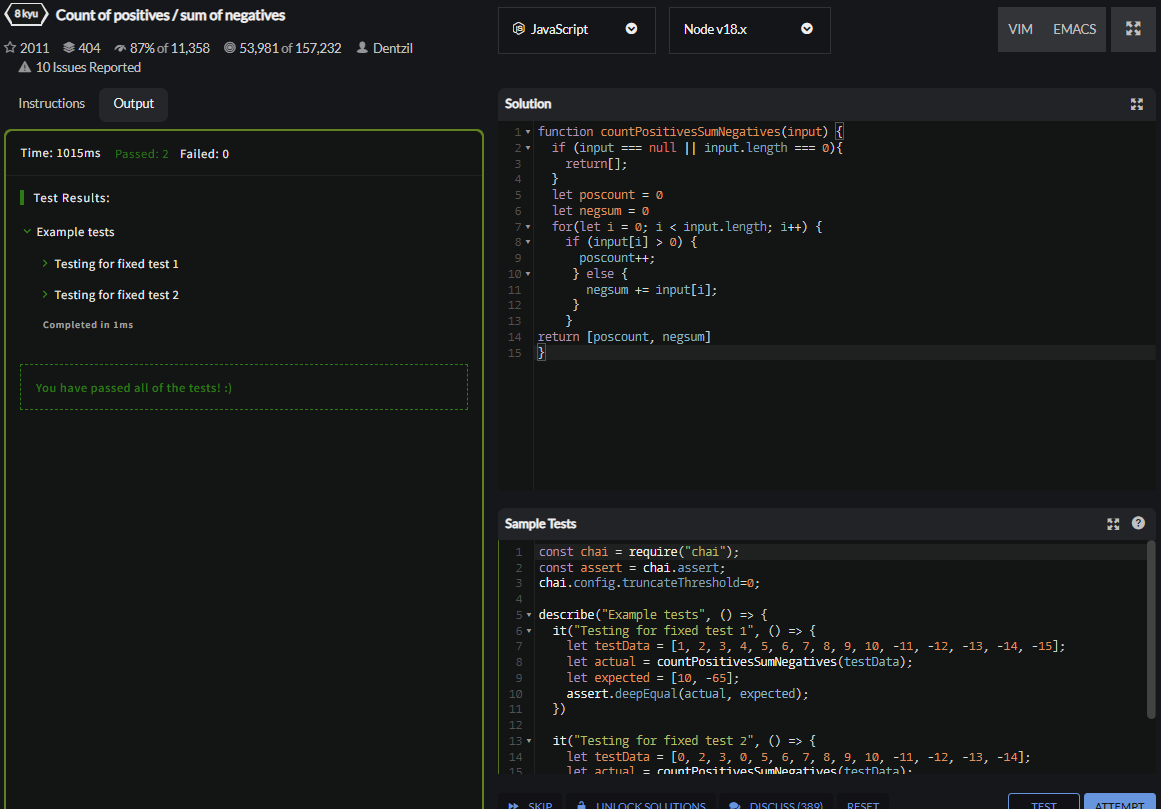 8 kyu Count of positives / sum of negatives
2011 404 87% of 11,358 53,981 of 157,232 Dentzil
10 Issues Reported
Instructions Output
Time: 1015ms Passed: 2 Failed: 0
Test Results:
Example tests
Testing for fixed test 1
Testing for fixed test 2
Completed in 1ms
You have passed all of the tests! :)
JavaScript Node v18.x VIM EMACS
Solution
1 function countPositivesSumNegatives(input) {
2 if (input === null || input.length === 0){
3 return[];
4 }
5 let poscount = 0
6 let negsum = 0
7 for(let i = 0; i < input.length; i++) {
8 if (input[i] > 0) {
9 poscount++;
10 } else {
11 negsum += input[i];
12 }
13 }
14 return [poscount, negsum]
15 }
Sample Tests
1 const chai = require("chai");
2 const assert = chai.assert;
3 chai.config.truncateThreshold=0;
4
5 describe("Example tests", () => {
6 it("Testing for fixed test 1", () => {
7 let testData = [1, 2, 3, 4, 5, 6, 7, 8, 9, 10, -11, -12, -13, -14, -15];
8 let actual = countPositivesSumNegatives(testData);
9 let expected = [10, -65];
10 assert.deepEqual(actual, expected);
11 })
12
13 it("Testing for fixed test 2", () => {
14 let testData = [0, 2, 3, 0, 5, 6, 7, 8, 9, 10, -11, -12, -13, -14];
15 let actual = countPositivesSumNegatives(testData);
SKIP UNLOCK SOLUTIONS DISCUSS (389) RESET TEST ATTEMPT